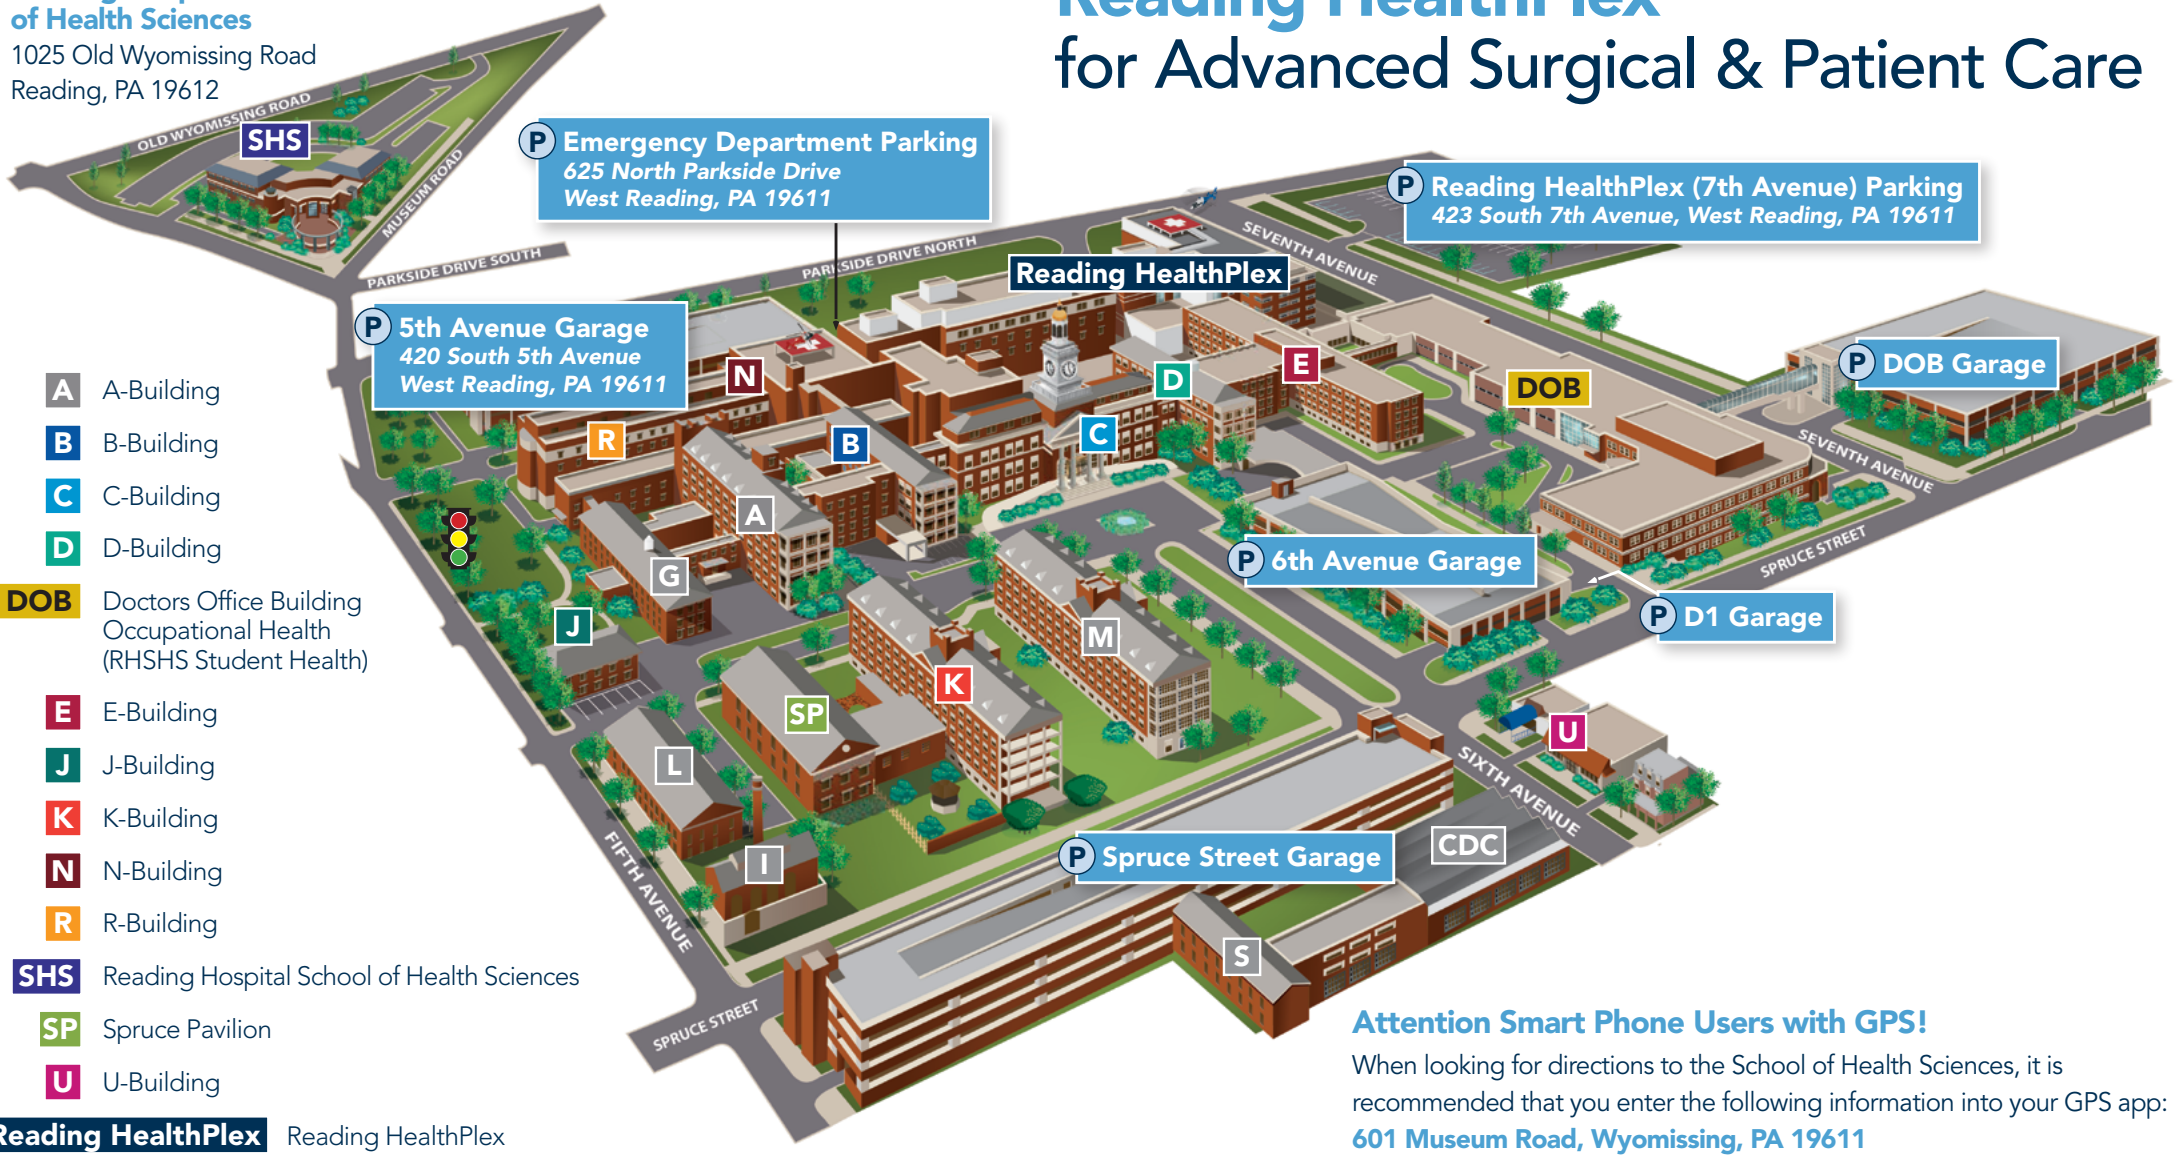 of Health Sciences
1025 Old Wyomissing Road
Reading, PA 19612
Reading HealthPlex
for Advanced Surgical & Patient Care
OLD WYOMISSING ROAD
SHS
MUSEUM ROAD
PARKSIDE DRIVE SOUTH
P Emergency Department Parking
625 North Parkside Drive
West Reading, PA 19611
PARKSIDE DRIVE NORTH
P Reading HealthPlex (7th Avenue) Parking
423 South 7th Avenue, West Reading, PA 19611
SEVENTH AVENUE
Reading HealthPlex
P 5th Avenue Garage
420 South 5th Avenue
West Reading, PA 19611
N
D
E
DOB
P DOB Garage
R
B
C
SEVENTH AVENUE
A
G
P 6th Avenue Garage
SPRUCE STREET
P D1 Garage
J
M
K
SP
U
L
SIXTH AVENUE
I
P Spruce Street Garage
CDC
FIFTH AVENUE
S
SPRUCE STREET
A A-Building
B B-Building
C C-Building
D D-Building
DOB Doctors Office Building
Occupational Health
(RHSHS Student Health)
E E-Building
J J-Building
K K-Building
N N-Building
R R-Building
SHS Reading Hospital School of Health Sciences
SP Spruce Pavilion
U U-Building
Reading HealthPlex Reading HealthPlex
Attention Smart Phone Users with GPS!
When looking for directions to the School of Health Sciences, it is
recommended that you enter the following information into your GPS app:
601 Museum Road, Wyomissing, PA 19611